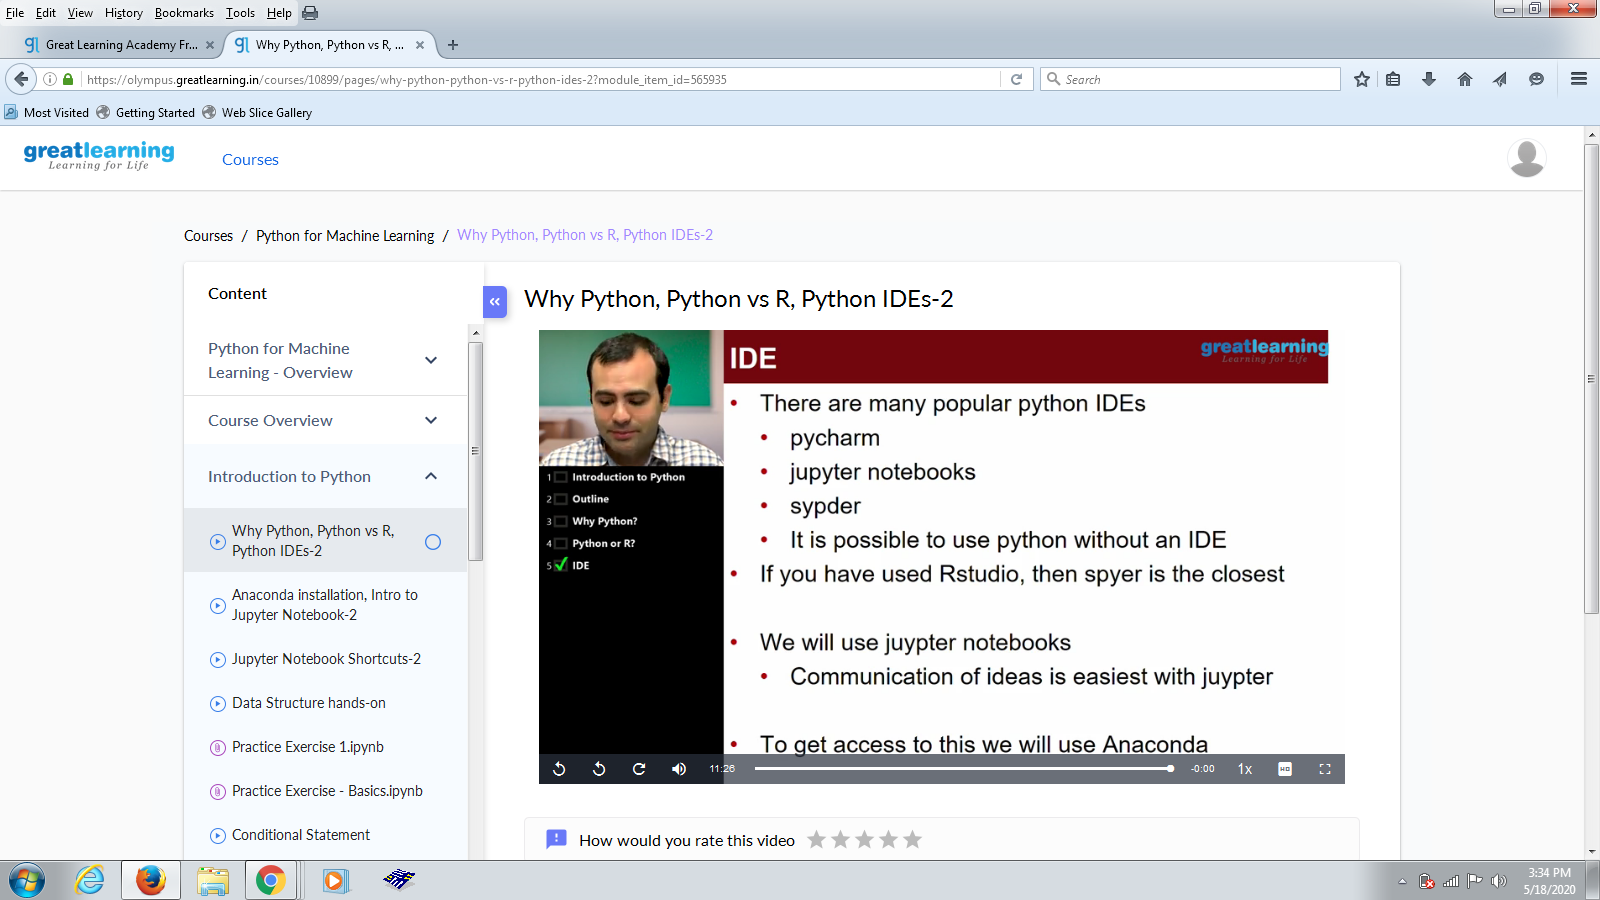 File Edit View History Bookmarks Tools Help
Great Learning Academy Fr...
Why Python, Python vs R, ...
https://olympus.greatlearning.in/courses/10899/pages/why-python-python-vs-r-python-ides-2?module_item_id=565935
Search
Most Visited Getting Started Web Slice Gallery
greatlearning
Learning for Life
Courses
Courses / Python for Machine Learning / Why Python, Python vs R, Python IDEs-2
Content
Python for Machine
Learning - Overview
Course Overview
Introduction to Python
Why Python, Python vs R,
Python IDEs-2
Anaconda installation, Intro to
Jupyter Notebook-2
Jupyter Notebook Shortcuts-2
Data Structure hands-on
Practice Exercise 1.ipynb
Practice Exercise - Basics.ipynb
Conditional Statement
Why Python, Python vs R, Python IDEs-2
1 Introduction to Python
2 Outline
3 Why Python?
4 Python or R?
5 IDE
IDE
greatlearning
Learning for Life
• There are many popular python IDEs
• pycharm
• jupyter notebooks
• sypder
• It is possible to use python without an IDE
• If you have used Rstudio, then spyer is the closest
• We will use juypter notebooks
• Communication of ideas is easiest with juypter
• To get access to this we will use Anaconda
11:26 -0:00 1x HD
How would you rate this video
3:34 PM
5/18/2020